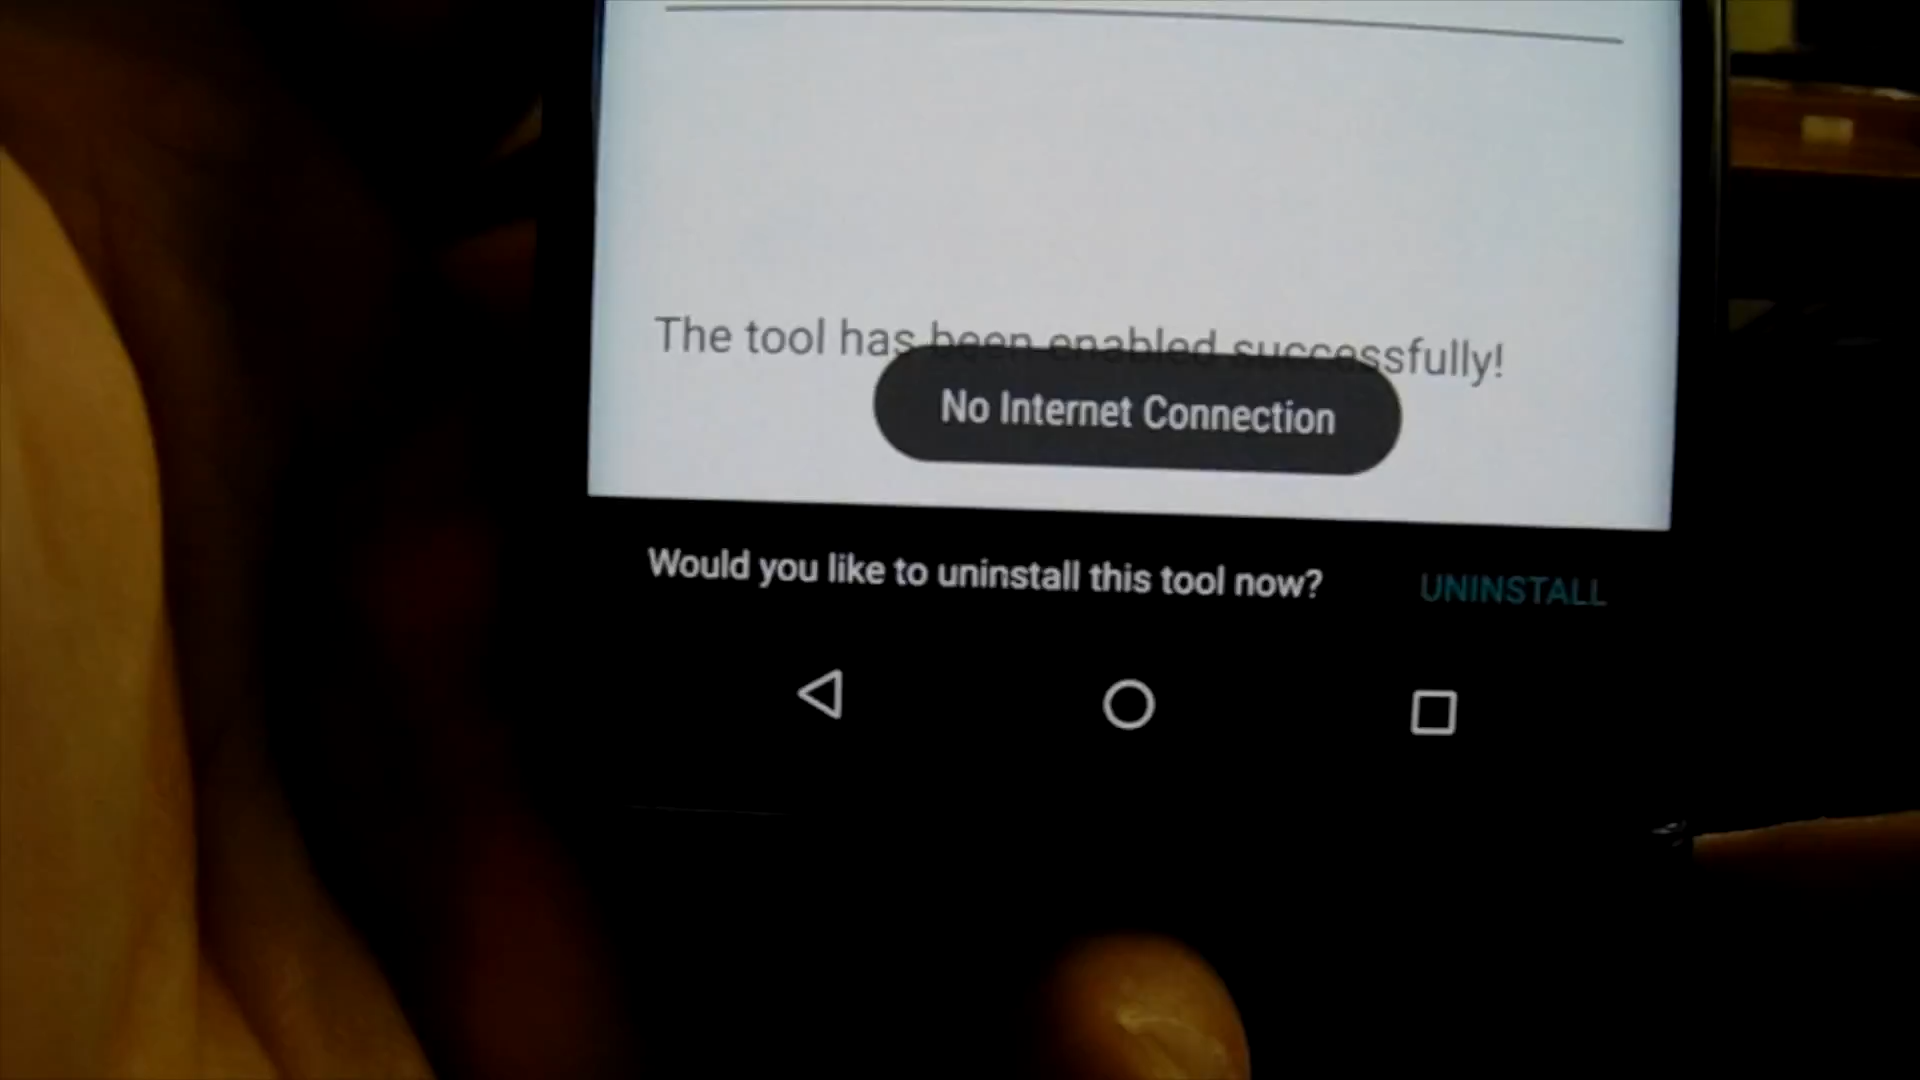 The tool has been enabled successfully!
No Internet Connection
Would you like to uninstall this tool now?
UNINSTALL